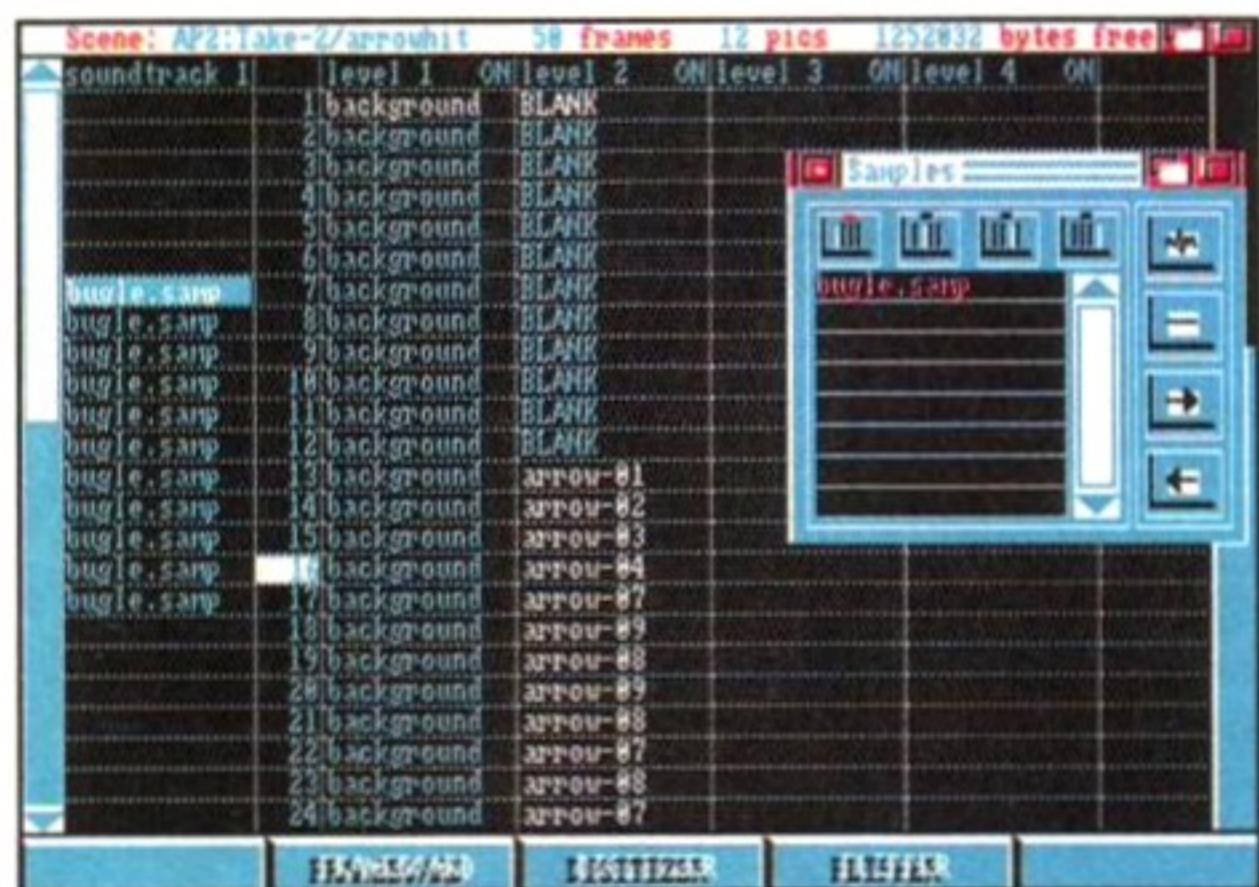 Scene: AP2:Take-2/arrowhit 50 frames 12 pics 1252032 bytes free
soundtrack 1 level 1 ON level 2 ON level 3 ON level 4 ON
1 background BLANK
2 background BLANK
3 background BLANK
4 background BLANK
5 background BLANK
6 background BLANK
bugle.samp 7 background BLANK
bugle.samp 8 background BLANK
bugle.samp 9 background BLANK
bugle.samp 10 background BLANK
bugle.samp 11 background BLANK
bugle.samp 12 background BLANK
bugle.samp 13 background arrow-01
bugle.samp 14 background arrow-02
bugle.samp 15 background arrow-03
bugle.samp 16 background arrow-04
bugle.samp 17 background arrow-07
18 background arrow-09
19 background arrow-08
20 background arrow-09
21 background arrow-08
22 background arrow-07
23 background arrow-08
24 background arrow-07
Samples
bugle.samp
DIGITIZER
FLIPPER